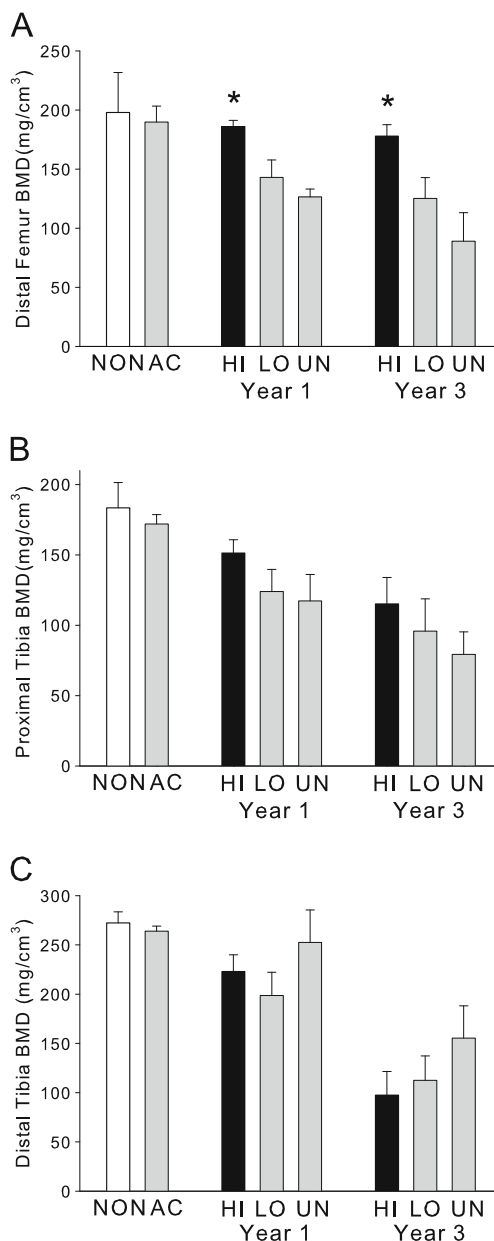 A
Distal Femur BMD(mg/cm³)
250
200
150
100
50
0
*
*
NON AC HI LO UN HI LO UN
Year 1 Year 3
B
Proximal Tibia BMD(mg/cm³)
200
150
100
50
0
NON AC HI LO UN HI LO UN
Year 1 Year 3
C
Distal Tibia BMD (mg/cm³)
300
250
200
150
100
50
0
NON AC HI LO UN HI LO UN
Year 1 Year 3